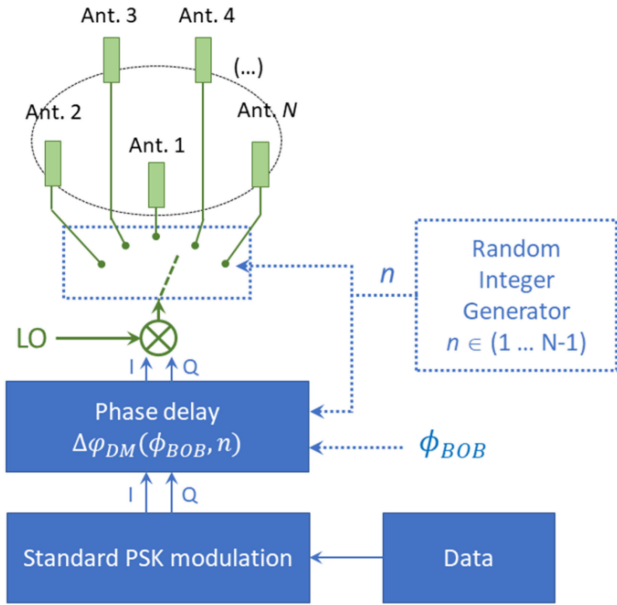 Ant. 3
Ant. 4
(...)
Ant. 2
Ant. N
Ant. 1
n
Random
Integer
Generator
n ∈ (1 ... N-1)
LO
I
Q
Phase delay
Δφ_DM(ϕ_BOB, n)
ϕ_BOB
I
Q
Standard PSK modulation
Data